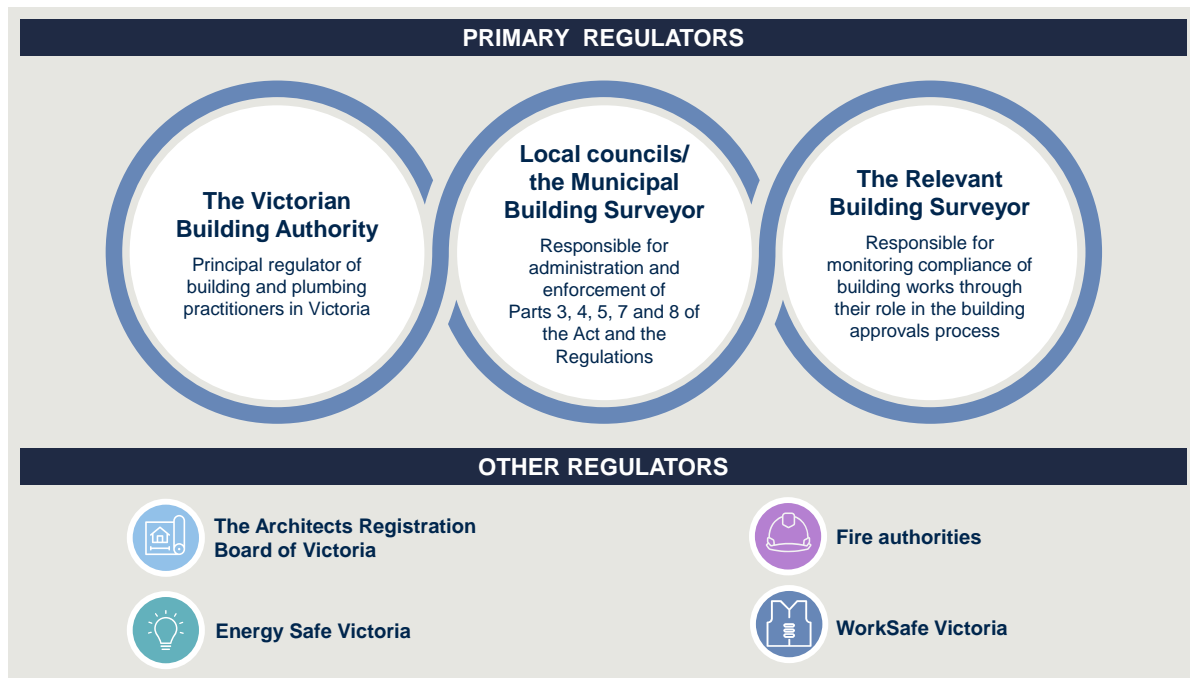 PRIMARY REGULATORS
The Victorian
Building Authority
Principal regulator of
building and plumbing
practitioners in Victoria
Local councils/
the Municipal
Building Surveyor
Responsible for
administration and
enforcement of
Parts 3, 4, 5, 7 and 8 of
the Act and the
Regulations
The Relevant
Building Surveyor
Responsible for
monitoring compliance of
building works through
their role in the building
approvals process
OTHER REGULATORS
The Architects Registration
Board of Victoria
Fire authorities
Energy Safe Victoria
WorkSafe Victoria